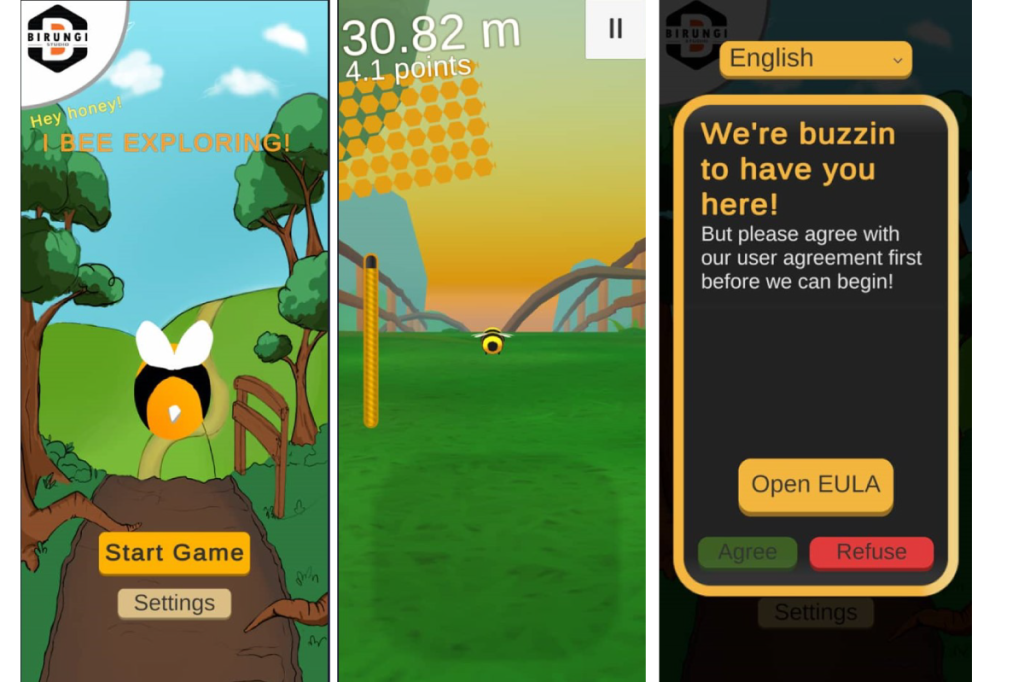 BIRUNGI
STUDIO
Hey honey!
I BEE EXPLORING!
Start Game
Settings
30.82 m
4.1 points
BIRUNGI
English
We're buzzin
to have you
here!
But please agree with
our user agreement first
before we can begin!
Open EULA
Agree
Refuse
Settings